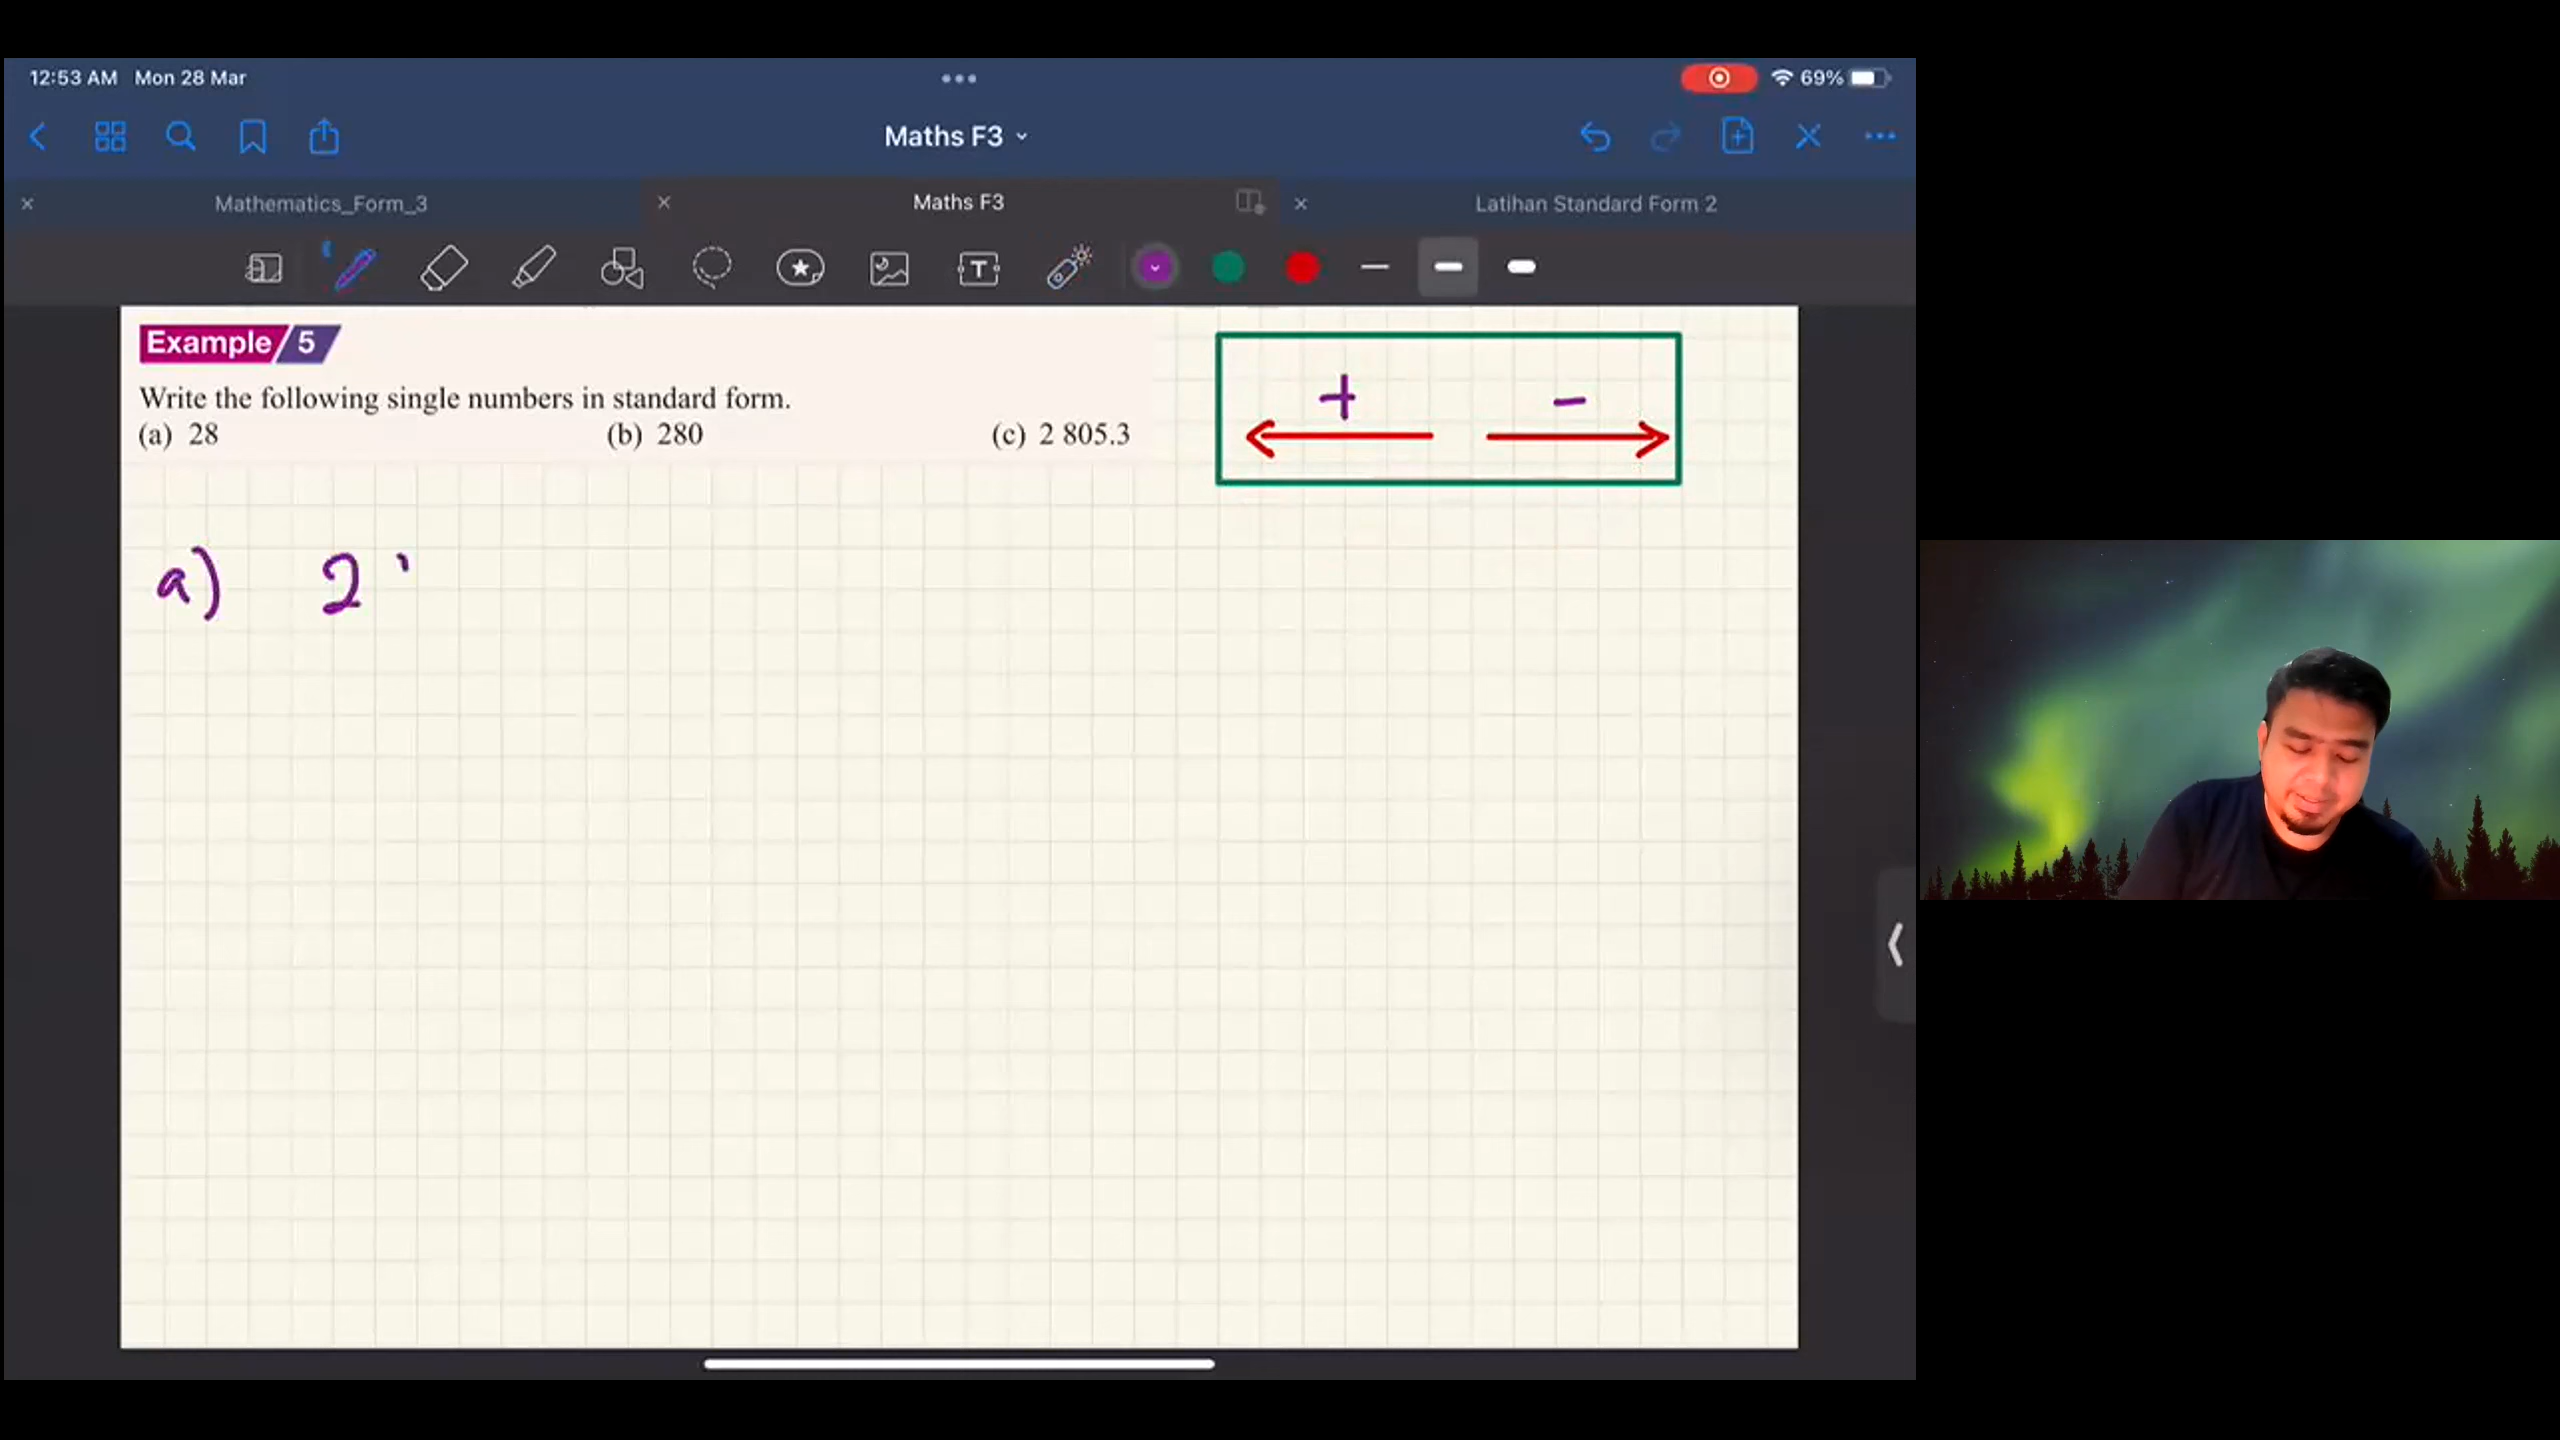 12:53 AM Mon 28 Mar
69%
Maths F3
Mathematics_Form_3
Maths F3
Latihan Standard Form 2
T
Example 5
Write the following single numbers in standard form.
(a) 28 (b) 280 (c) 2 805.3
+ −
a) 2